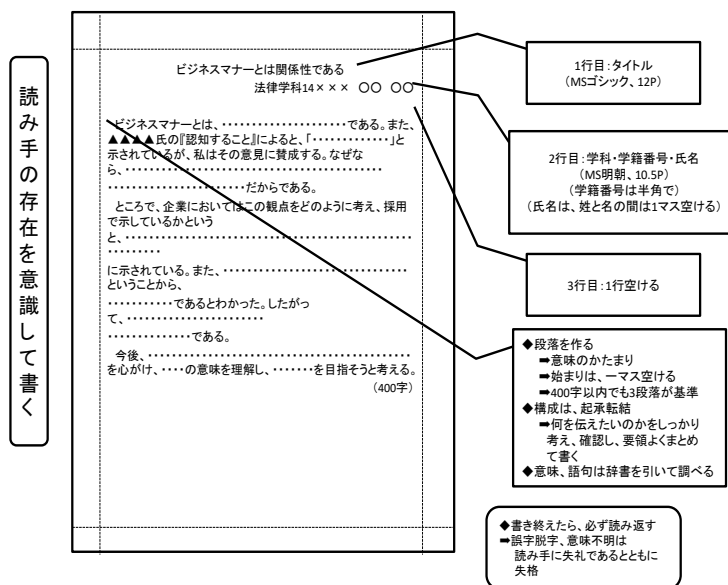 読み手の存在を意識して書く
ビジネスマナーとは関係性である
法律学科14××× 〇〇 〇〇
ビジネスマナーとは、・・・・・・・・・・・・・・・・・・・・・である。また、
▲▲▲▲氏の『認知すること』によると、「・・・・・・・・・・・・・」と
示されているが、私はその意見に賛成する。なぜな
ら、・・・・・・・・・・・・・・・・・・・・・・・・・・・・・・・・・・・・・・・・・・
・・・・・・・・・・・・・・・・・・・・・・・だからである。
ところで、企業においてはこの観点をどのように考え、採用
で示しているかという
と、・・・・・・・・・・・・・・・・・・・・・・・・・・・・・・・・・・・・・・・・・・・・・・・
・・・・・・・・・
に示されている。また、・・・・・・・・・・・・・・・・・・・・・・・・・・・・・・・
ということから、
・・・・・・・・・・・であるとわかった。したがっ
て、・・・・・・・・・・・・・・・・・・・・・・・
・・・・・・・・・・・・・・である。
今後、・・・・・・・・・・・・・・・・・・・・・・・・・・・・・・・・・・・・・・・・・・・
を心がけ、・・・・の意味を理解し、・・・・・・・を目指そうと考える。
(400字)
1行目:タイトル
(MSゴシック、12P)
2行目:学科・学籍番号・氏名
(MS明朝、10.5P)
(学籍番号は半角で)
(氏名は、姓と名の間は1マス空ける)
3行目:1行空ける
◆段落を作る
➡意味のかたまり
➡始まりは、一マス空ける
➡400字以内でも3段落が基準
◆構成は、起承転結
➡何を伝えたいのかをしっかり
考え、確認し、要領よくまとめ
て書く
◆意味、語句は辞書を引いて調べる
◆書き終えたら、必ず読み返す
➡誤字脱字、意味不明は
読み手に失礼であるとともに
失格